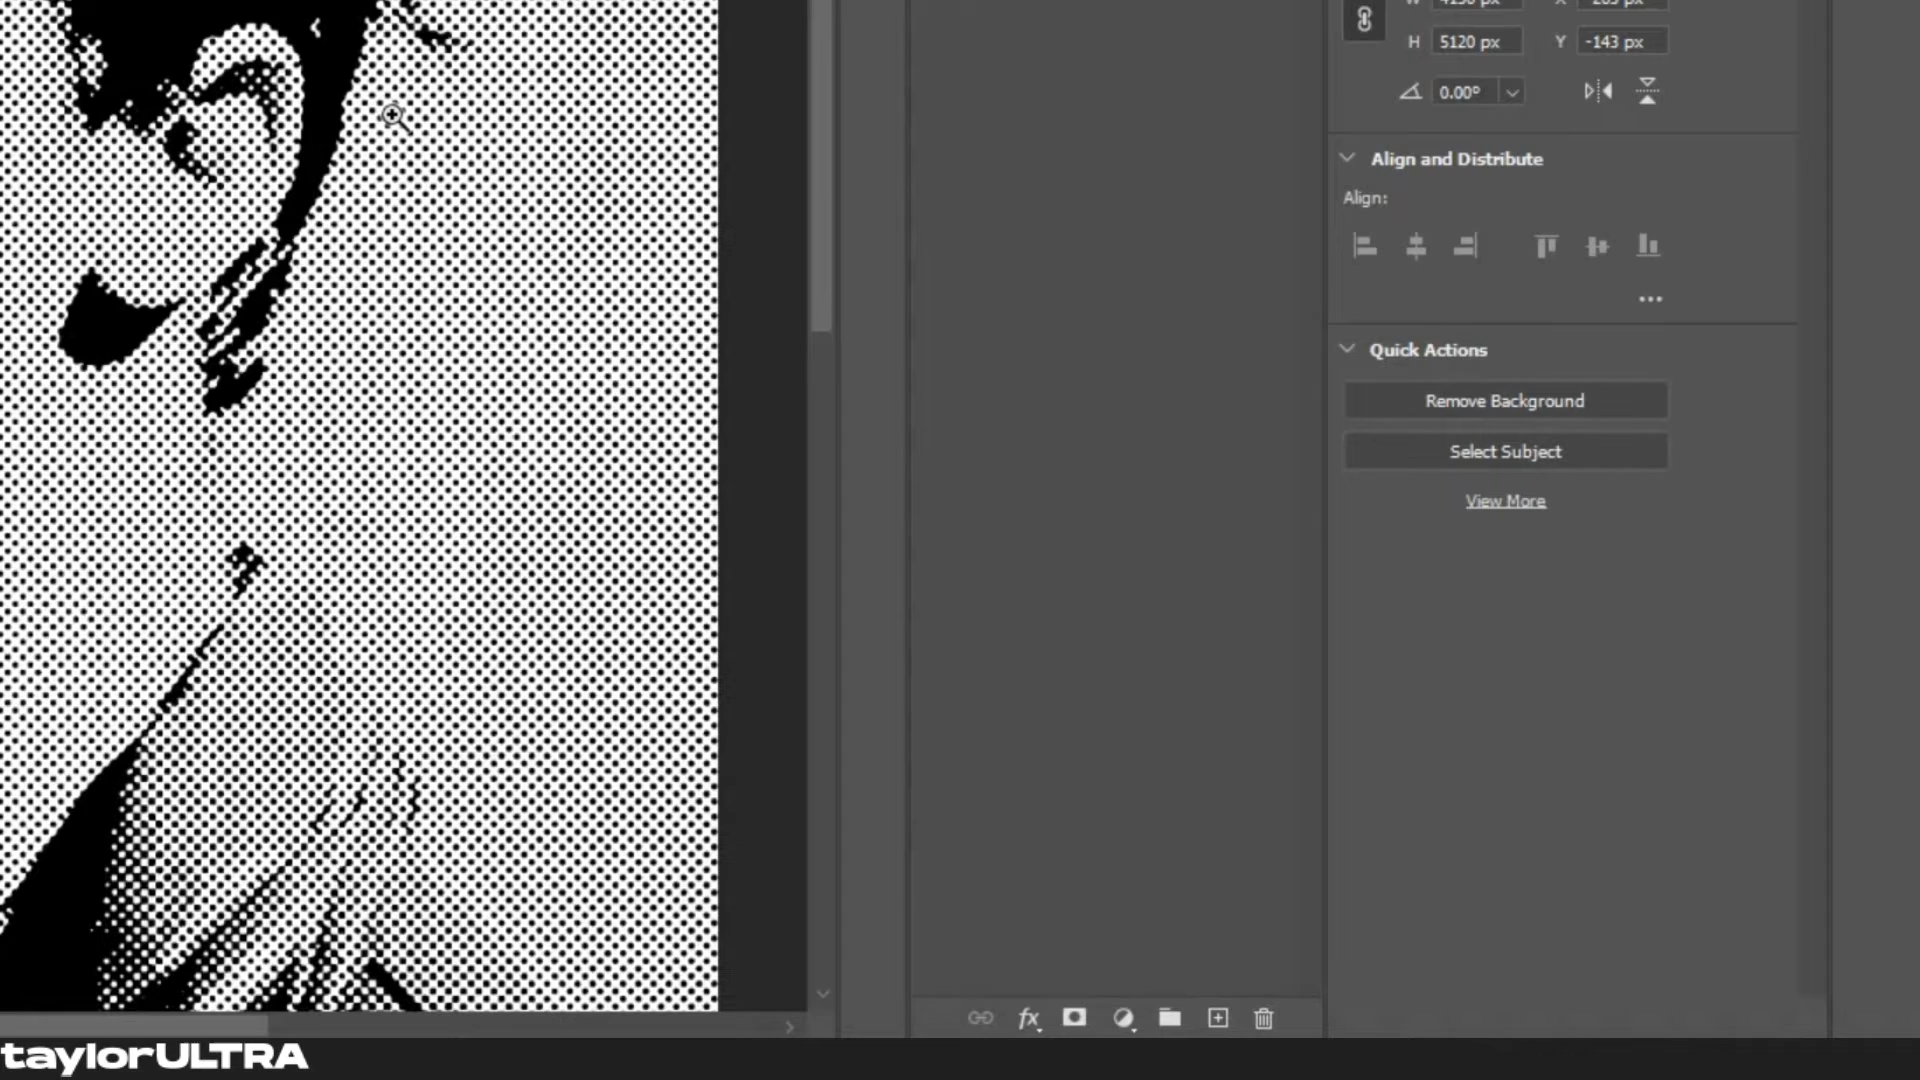 H 5120 px Y -143 px
0.00°
Align and Distribute
Align:
Quick Actions
Remove Background
Select Subject
View More
fx
taylorULTRA